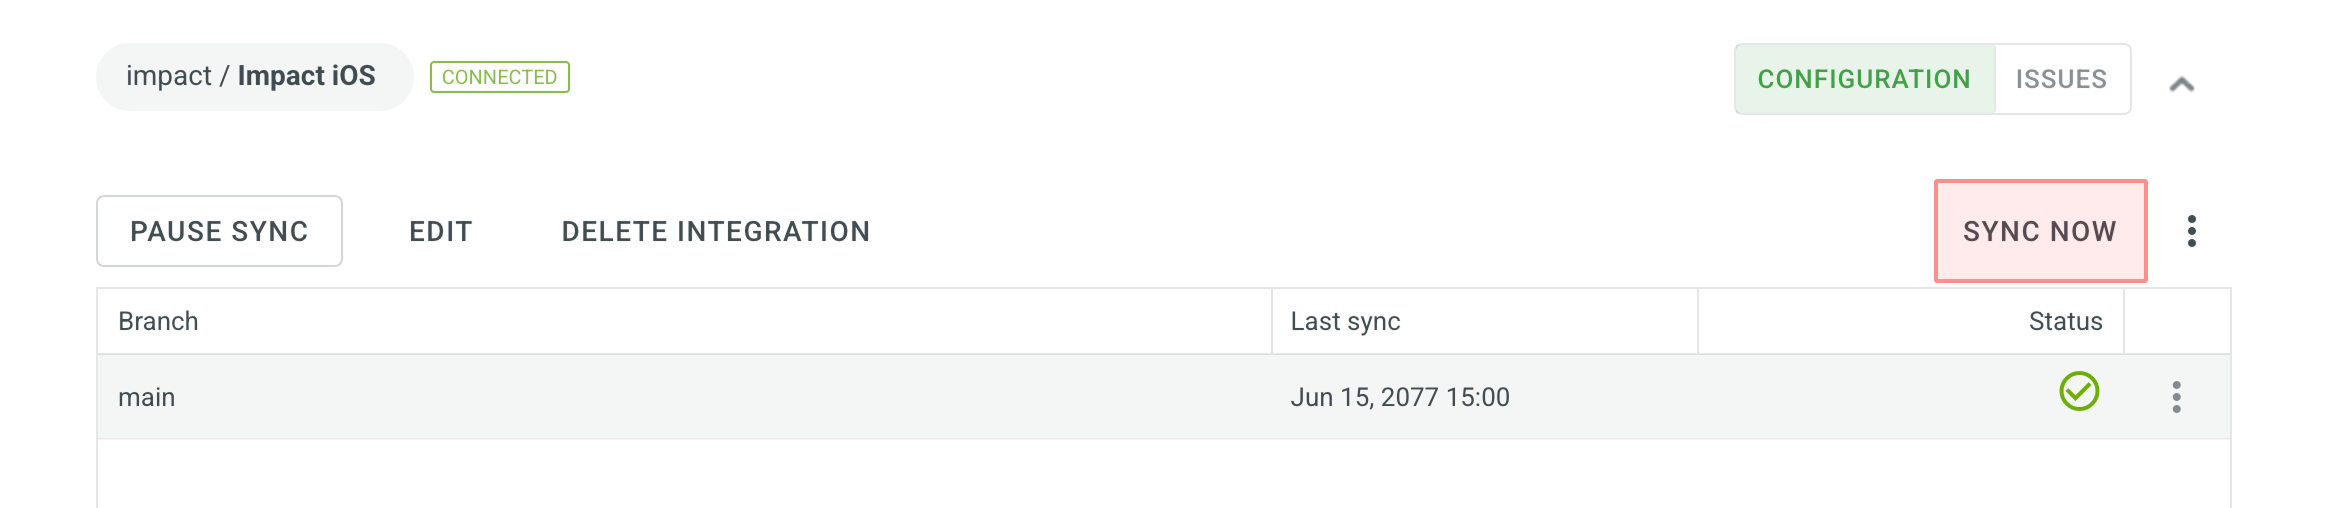 impact / Impact iOS CONNECTED CONFIGURATION ISSUES
PAUSE SYNC EDIT DELETE INTEGRATION SYNC NOW
Branch Last sync Status
main Jun 15, 2077 15:00